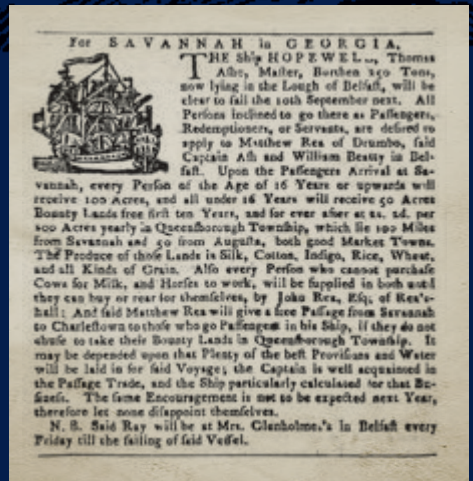 For SAVANNAH in GEORGIA,
THE Ship HOPEWELL, Thomas
Ashe, Master, Burthen 250 Tons,
now lying in the Lough of Belfast, will be
clear to sail the 10th September next. All
Persons inclined to go there as Passengers,
Redemptioners, or Servants, are desired to
apply to Matthew Rea of Drumbo, said
Captain Ash and William Beatty in Bel-
fast. Upon the Passengers Arrival at Sa-
vannah, every Person of the Age of 16 Years or upwards will
receive 100 Acres, and all under 16 Years will receive 50 Acres
Bounty Lands free first ten Years, and for ever after at 2s. 2d. per
100 Acres yearly in Queensborough Township, which lie 100 Miles
from Savannah and 50 from Augusta, both good Market Towns.
The Produce of those Lands is Silk, Cotton, Indigo, Rice, Wheat,
and all Kinds of Grain. Also every Person who cannot purchase
Cows for Milk, and Horses to work, will be supplied in both until
they can buy or rear for themselves, by John Rea, Esq; of Rea's-
hall: And said Matthew Rea will give a free Passage from Savannah
to Charlestown to those who go Passengers in his Ship, if they do not
chuse to take their Bounty Lands in Queensborough Township. It
may be depended upon that Plenty of the best Provisions and Water
will be laid in for said Voyage; the Captain is well acquainted in
the Passage Trade, and the Ship particularly calculated for that Bu-
siness. The same Encouragement is not to be expected next Year,
therefore let none disappoint themselves.
N. B. Said Ray will be at Mrs. Glenholme's in Belfast every
Friday till the sailing of said Vessel.